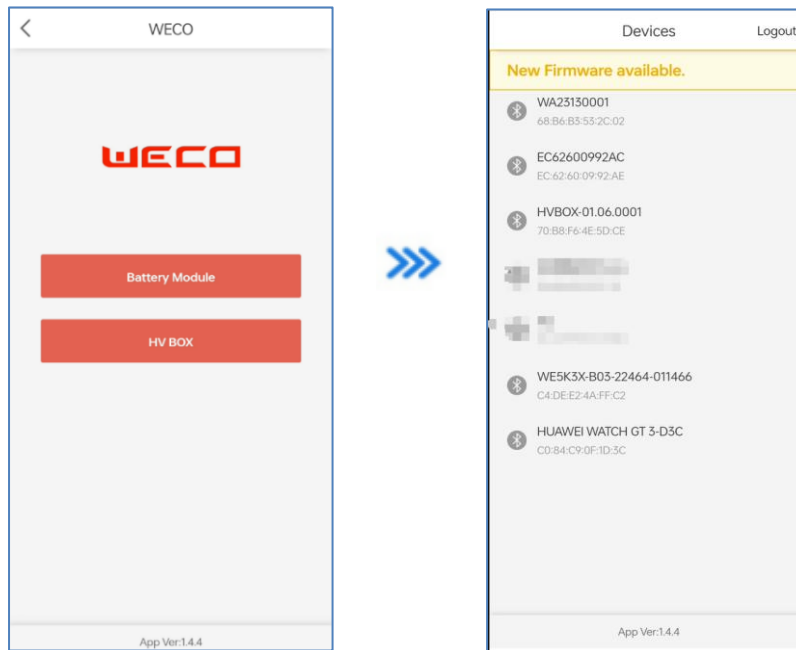 WECO
WECO
Battery Module
HV BOX
App Ver:1.4.4
Devices
Logout
New Firmware available.
WA23130001
68:B6:B3:53:2C:02
EC62600992AC
EC:62:60:09:92:AE
HVBOX-01.06.0001
70:B8:F6:4E:5D:CE
WE5K3X-B03-22464-011466
C4:DE:E2:4A:FF:C2
HUAWEI WATCH GT 3-D3C
C0:84:C9:0F:1D:3C
App Ver:1.4.4